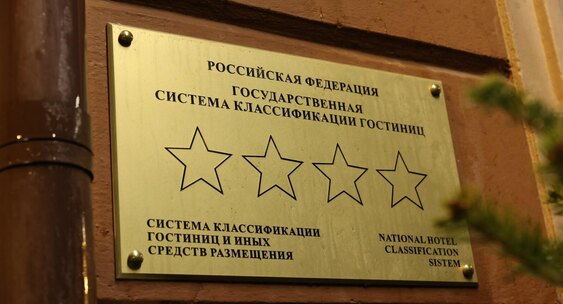 РОССИЙСКАЯ ФЕДЕРАЦИЯ
ГОСУДАРСТВЕННАЯ
СИСТЕМА КЛАССИФИКАЦИИ ГОСТИНИЦ
СИСТЕМА КЛАССИФИКАЦИИ
ГОСТИНИЦ И ИНЫХ
СРЕДСТВ РАЗМЕЩЕНИЯ
NATIONAL HOTEL
CLASSIFICATION
SISTEM